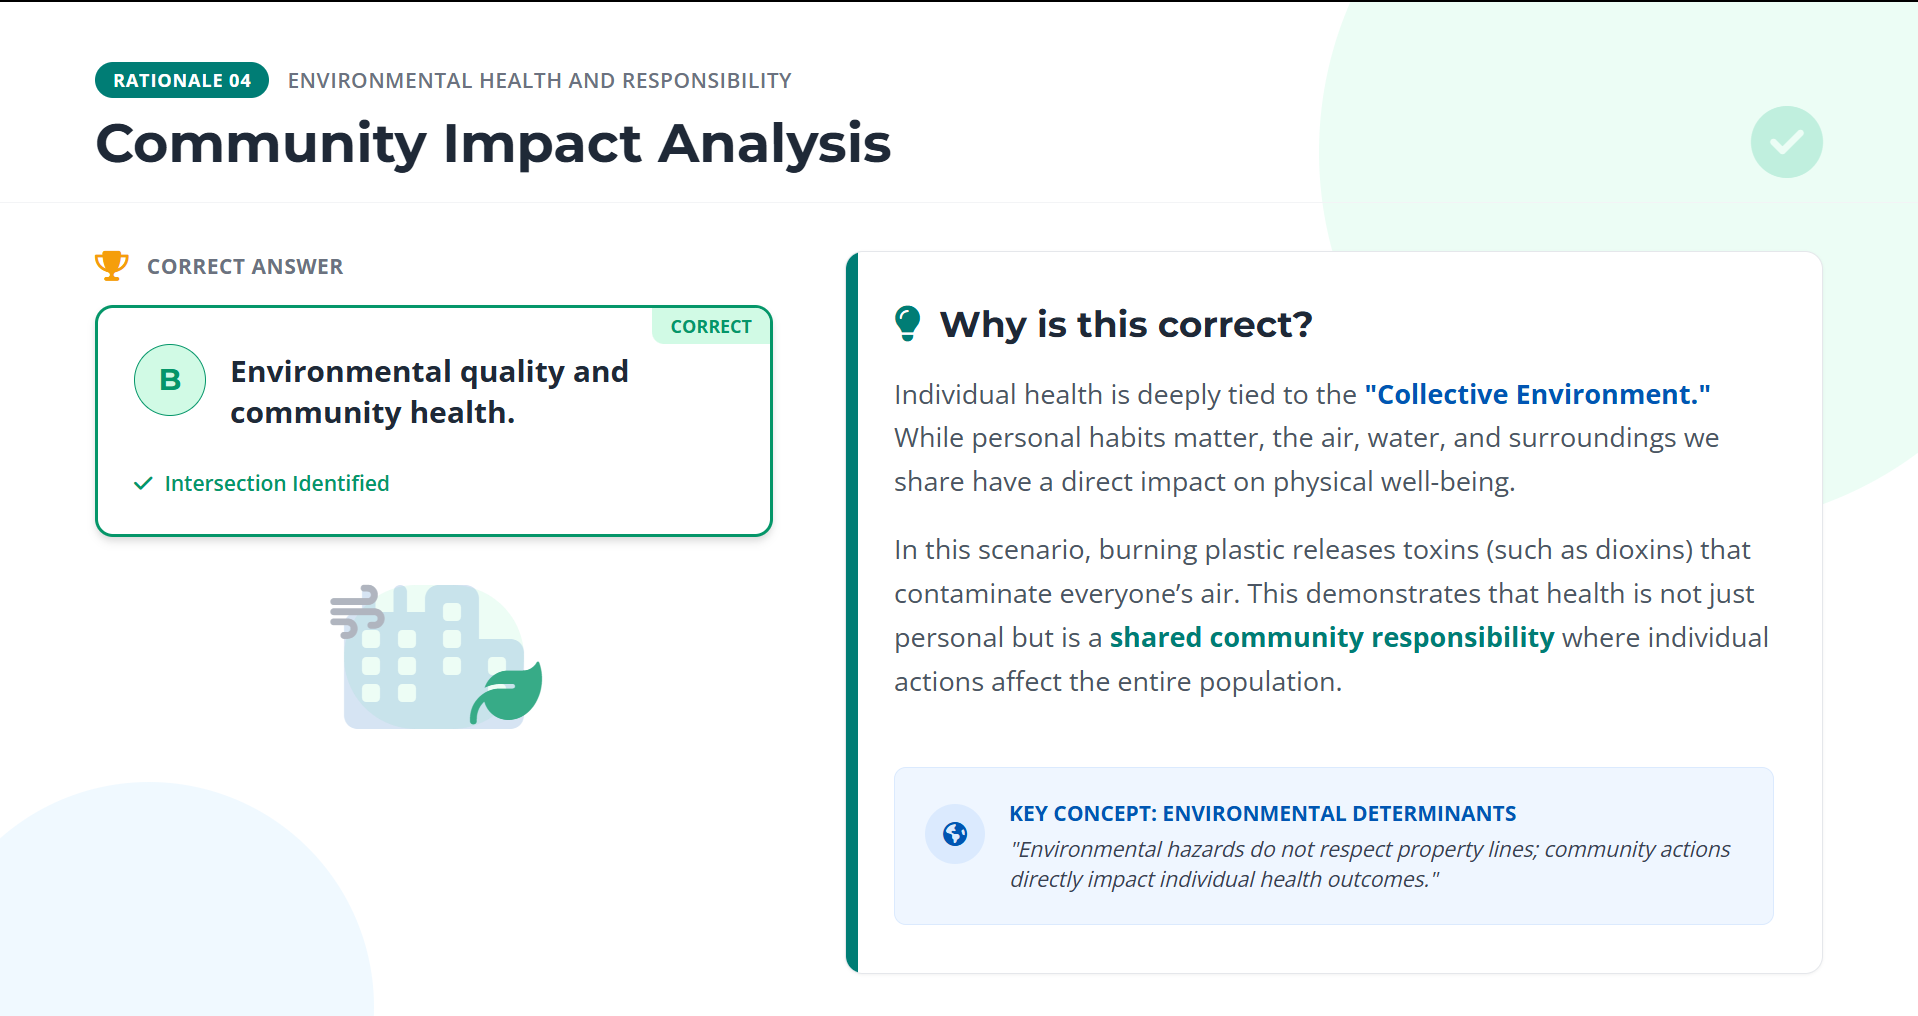 RATIONALE 04
ENVIRONMENTAL HEALTH AND RESPONSIBILITY
Community Impact Analysis
CORRECT ANSWER
CORRECT
B
Environmental quality and
community health.
Intersection Identified
Why is this correct?
Individual health is deeply tied to the "Collective Environment."
While personal habits matter, the air, water, and surroundings we
share have a direct impact on physical well-being.
In this scenario, burning plastic releases toxins (such as dioxins) that
contaminate everyone’s air. This demonstrates that health is not just
personal but is a shared community responsibility where individual
actions affect the entire population.
KEY CONCEPT: ENVIRONMENTAL DETERMINANTS
"Environmental hazards do not respect property lines; community actions
directly impact individual health outcomes."